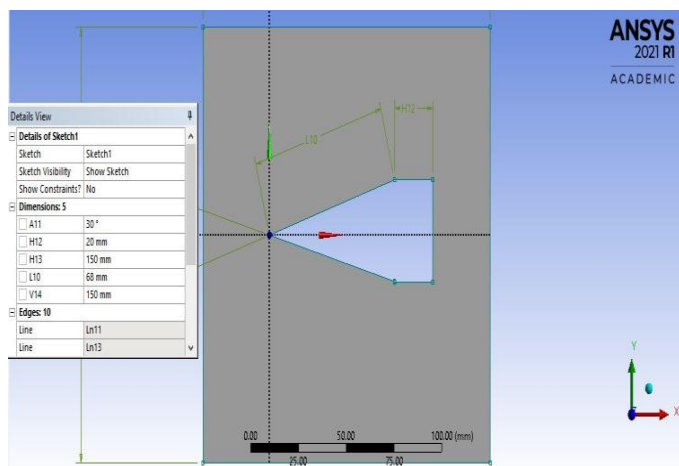 ANSYS
2021 R1
ACADEMIC
Details View
Details of Sketch1
Sketch Sketch1
Sketch Visibility Show Sketch
Show Constraints? No
Dimensions: 5
A11 30 °
H12 20 mm
H13 150 mm
L10 68 mm
V14 150 mm
Edges: 10
Line Ln11
Line Ln13
H12
L10
Y
X
0.00 50.00 100.00 (mm)
25.00 75.00